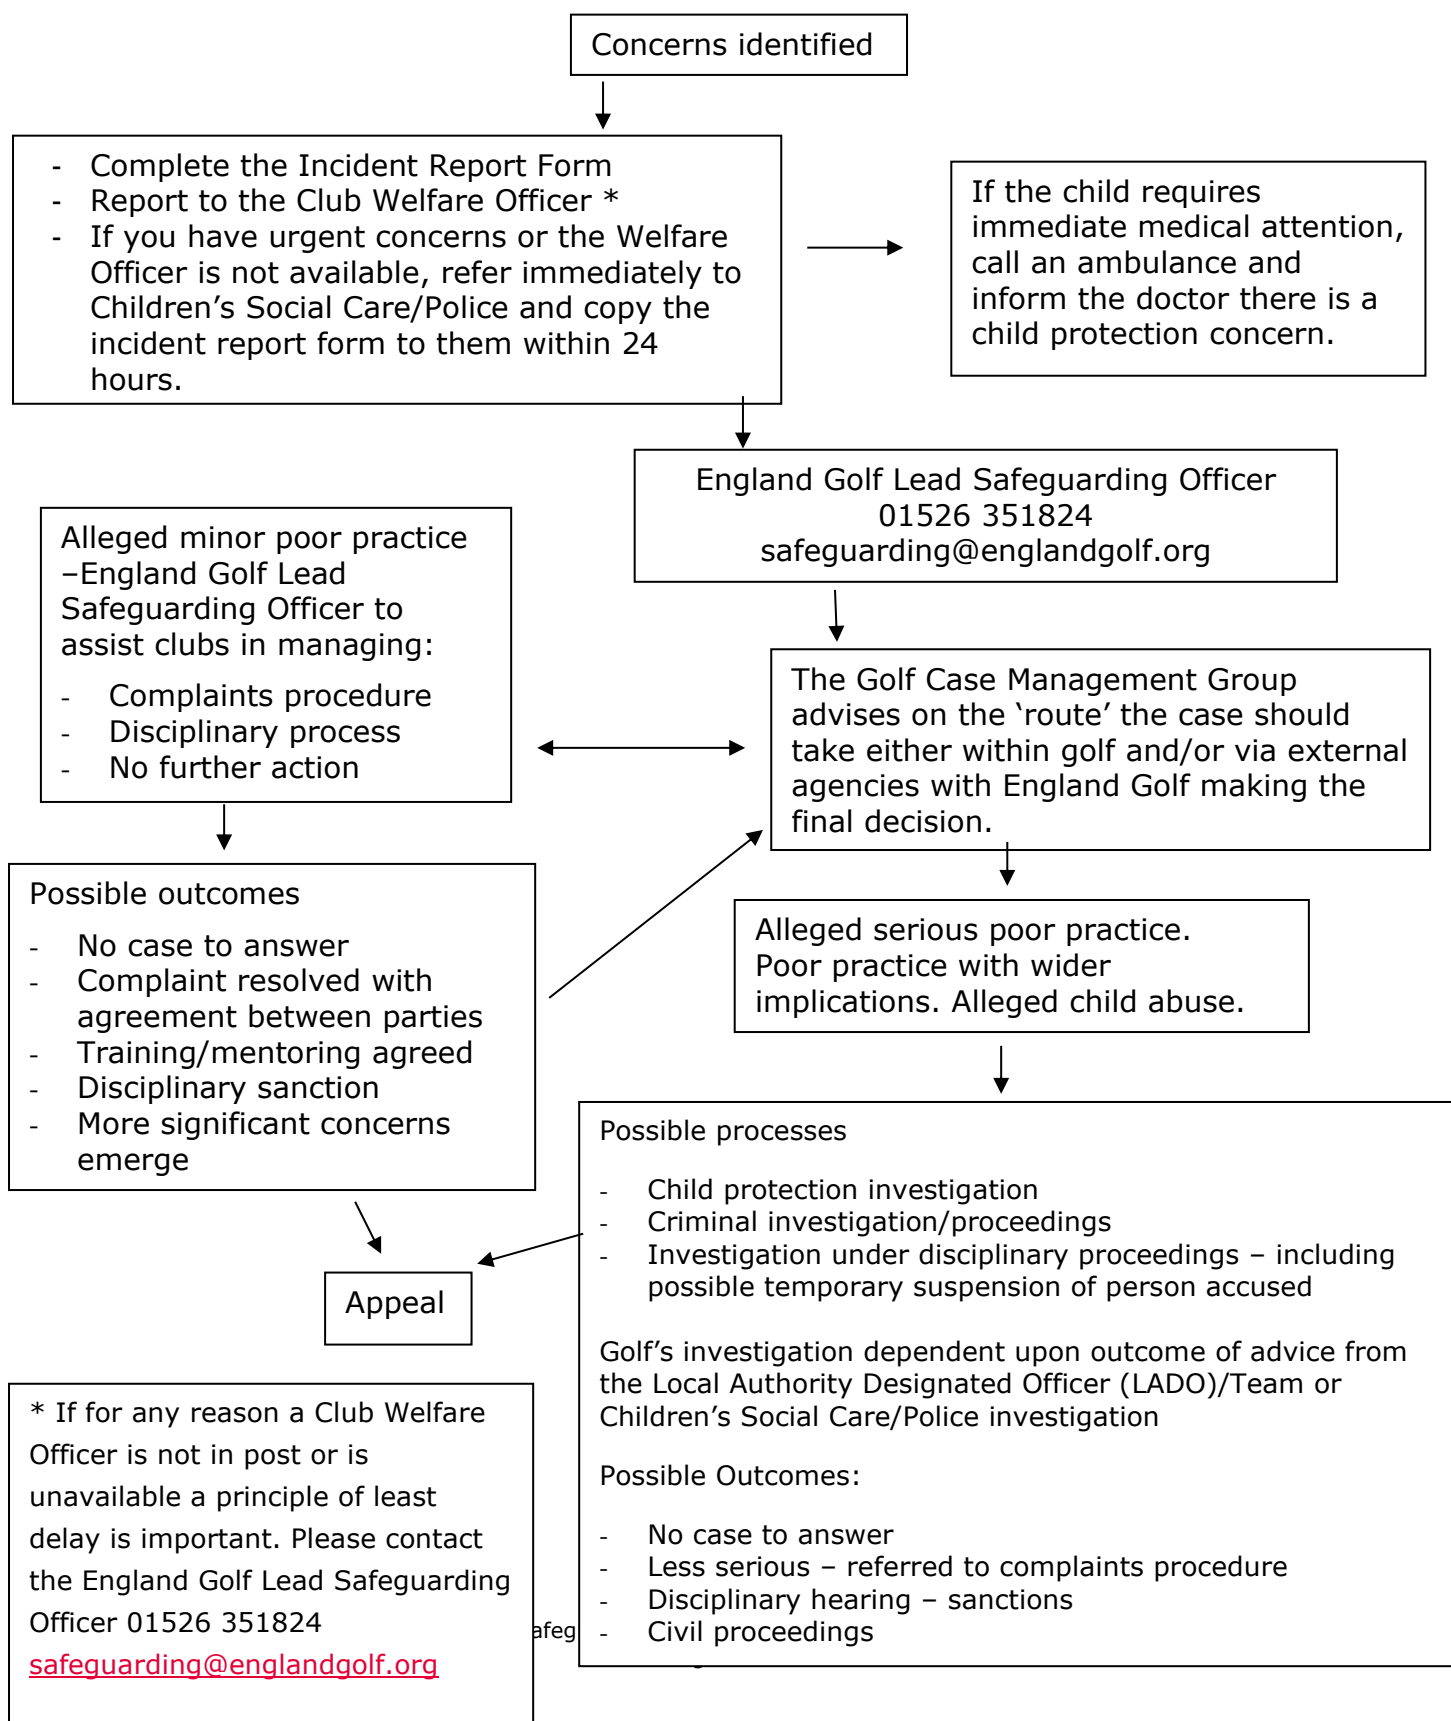 Concerns identified
- Complete the Incident Report Form
- Report to the Club Welfare Officer *
- If you have urgent concerns or the Welfare
Officer is not available, refer immediately to
Children’s Social Care/Police and copy the
incident report form to them within 24
hours.
If the child requires
immediate medical attention,
call an ambulance and
inform the doctor there is a
child protection concern.
England Golf Lead Safeguarding Officer
01526 351824
safeguarding@englandgolf.org
Alleged minor poor practice
–England Golf Lead
Safeguarding Officer to
assist clubs in managing:
- Complaints procedure
- Disciplinary process
- No further action
The Golf Case Management Group
advises on the ‘route’ the case should
take either within golf and/or via external
agencies with England Golf making the
final decision.
Possible outcomes
- No case to answer
- Complaint resolved with
agreement between parties
- Training/mentoring agreed
- Disciplinary sanction
- More significant concerns
emerge
Alleged serious poor practice.
Poor practice with wider
implications. Alleged child abuse.
Possible processes
- Child protection investigation
- Criminal investigation/proceedings
- Investigation under disciplinary proceedings – including
possible temporary suspension of person accused
Golf’s investigation dependent upon outcome of advice from
the Local Authority Designated Officer (LADO)/Team or
Children’s Social Care/Police investigation
Possible Outcomes:
- No case to answer
- Less serious – referred to complaints procedure
- Disciplinary hearing – sanctions
- Civil proceedings
Appeal
* If for any reason a Club Welfare
Officer is not in post or is
unavailable a principle of least
delay is important. Please contact
the England Golf Lead Safeguarding
Officer 01526 351824
safeguarding@englandgolf.org
afeg